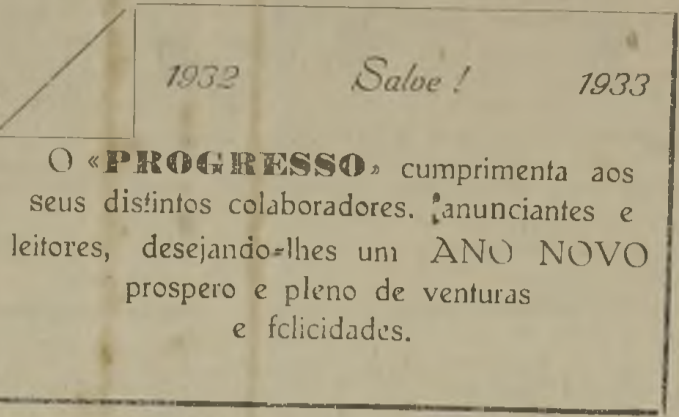 1932 Salve! 1933
O «PROGRESSO» cumprimenta aos
seus distintos colaboradores. anunciantes e
leitores, desejando-lhes um ANO NOVO
prospero e pleno de venturas
e felicidades.